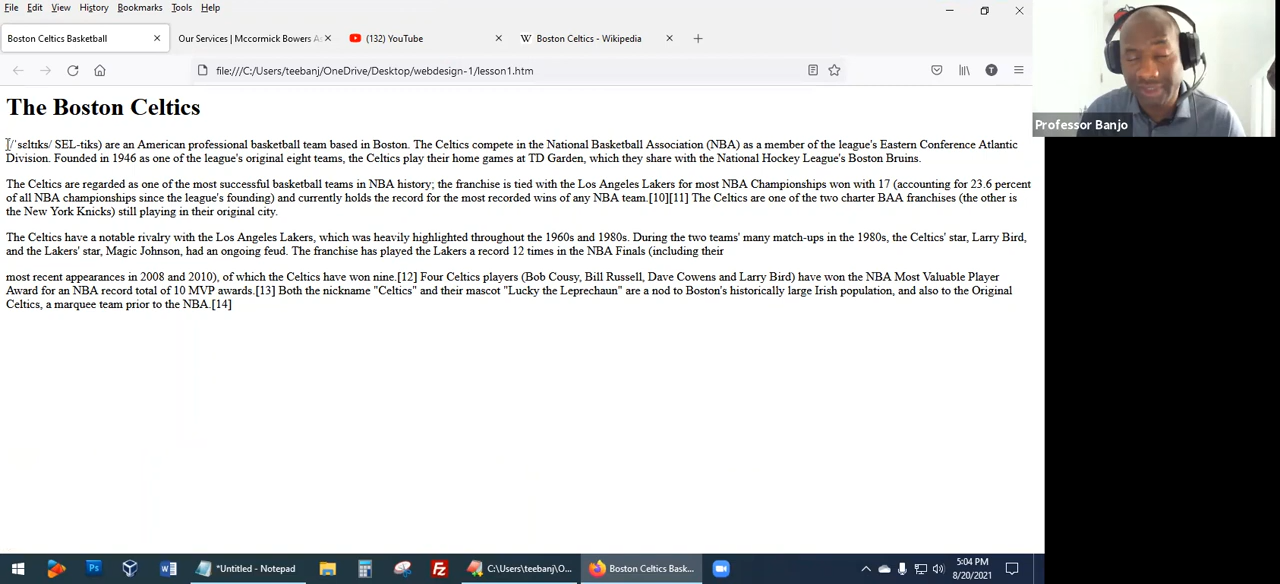 File Edit View History Bookmarks Tools Help
Boston Celtics Basketball
Our Services | Mccormick Bowers As
(132) YouTube
Boston Celtics - Wikipedia
file:///C:/Users/teebanj/OneDrive/Desktop/webdesign-1/lesson1.htm
The Boston Celtics
(/ˈsɛltɪks/ SEL-tiks) are an American professional basketball team based in Boston. The Celtics compete in the National Basketball Association (NBA) as a member of the league's Eastern Conference Atlantic
Division. Founded in 1946 as one of the league's original eight teams, the Celtics play their home games at TD Garden, which they share with the National Hockey League's Boston Bruins.
The Celtics are regarded as one of the most successful basketball teams in NBA history; the franchise is tied with the Los Angeles Lakers for most NBA Championships won with 17 (accounting for 23.6 percent
of all NBA championships since the league's founding) and currently holds the record for the most recorded wins of any NBA team.[10][11] The Celtics are one of the two charter BAA franchises (the other is
the New York Knicks) still playing in their original city.
The Celtics have a notable rivalry with the Los Angeles Lakers, which was heavily highlighted throughout the 1960s and 1980s. During the two teams' many match-ups in the 1980s, the Celtics' star, Larry Bird,
and the Lakers' star, Magic Johnson, had an ongoing feud. The franchise has played the Lakers a record 12 times in the NBA Finals (including their
most recent appearances in 2008 and 2010), of which the Celtics have won nine.[12] Four Celtics players (Bob Cousy, Bill Russell, Dave Cowens and Larry Bird) have won the NBA Most Valuable Player
Award for an NBA record total of 10 MVP awards.[13] Both the nickname "Celtics" and their mascot "Lucky the Leprechaun" are a nod to Boston's historically large Irish population, and also to the Original
Celtics, a marquee team prior to the NBA.[14]
Professor Banjo
*Untitled - Notepad
C:\Users\teebanj\O...
Boston Celtics Bask...
5:04 PM
8/20/2021